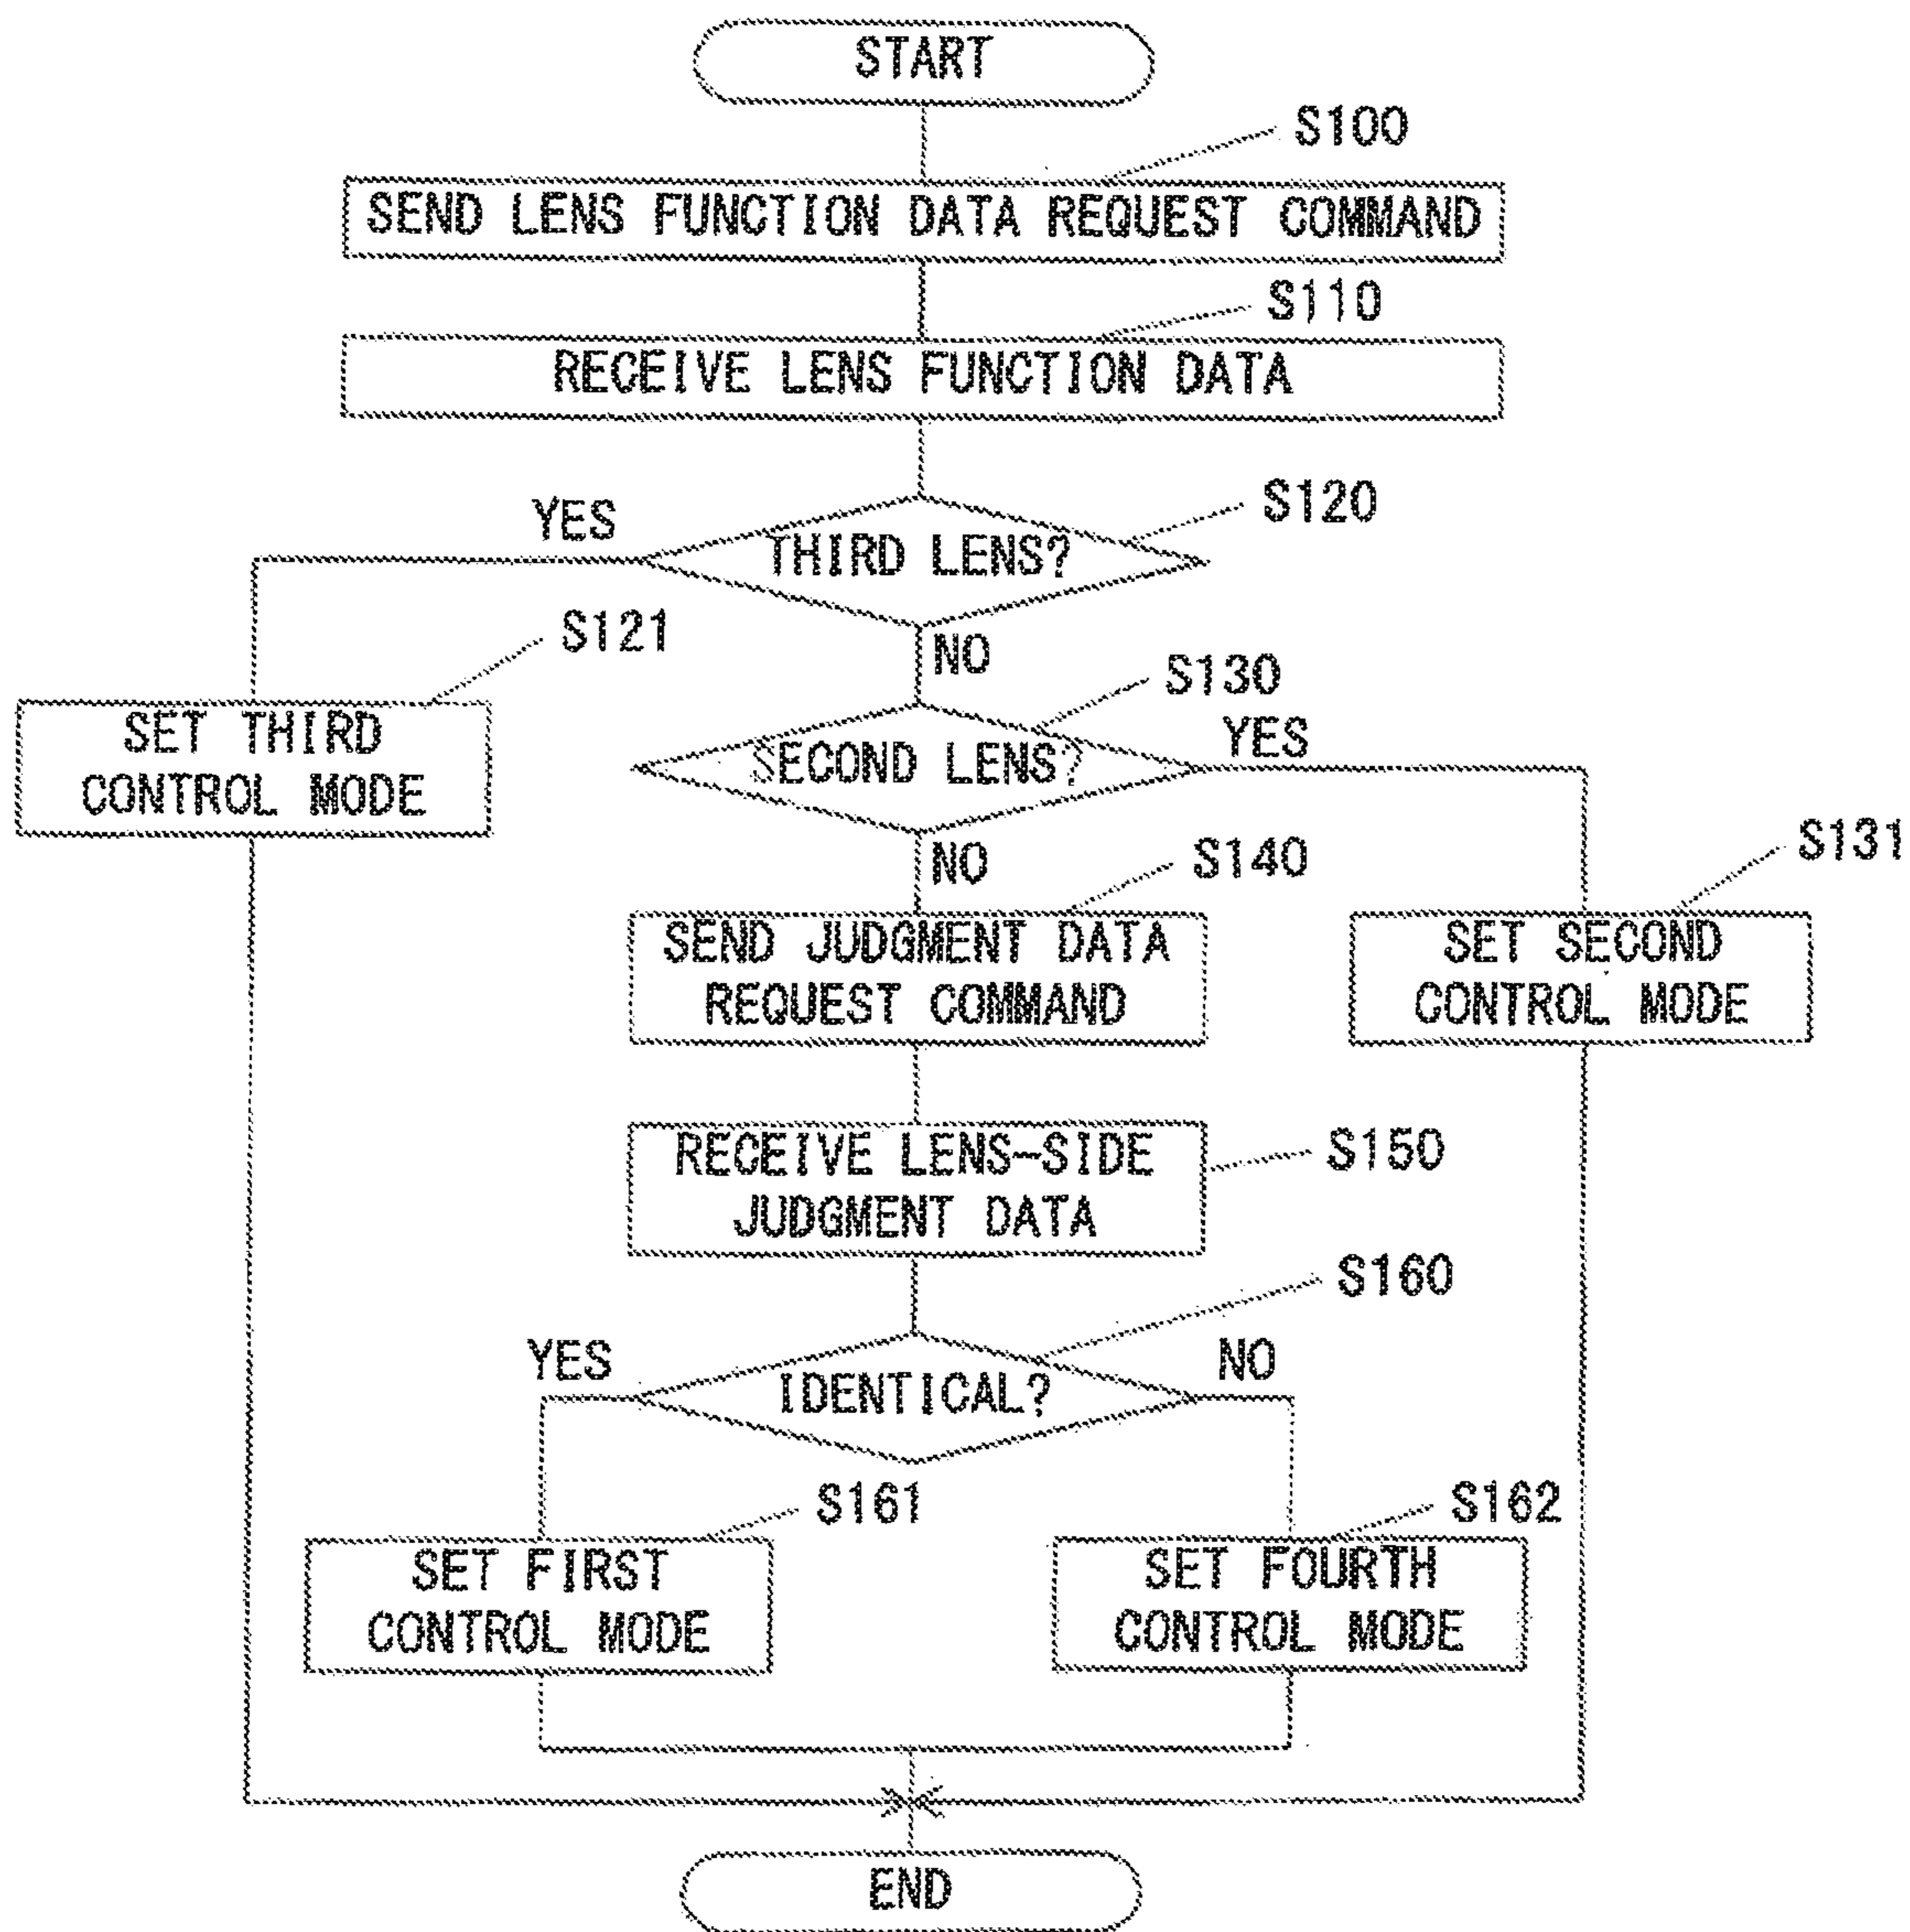 START
S100
SEND LENS FUNCTION DATA REQUEST COMMAND
S110
RECEIVE LENS FUNCTION DATA
S120
YES
THIRD LENS?
S121
NO
S130
SET THIRD
CONTROL MODE
SECOND LENS?
YES
S131
NO
S140
SEND JUDGMENT DATA
REQUEST COMMAND
SET SECOND
CONTROL MODE
RECEIVE LENS-SIDE
JUDGMENT DATA
S150
S160
YES
IDENTICAL?
NO
S161
S162
SET FIRST
CONTROL MODE
SET FOURTH
CONTROL MODE
END